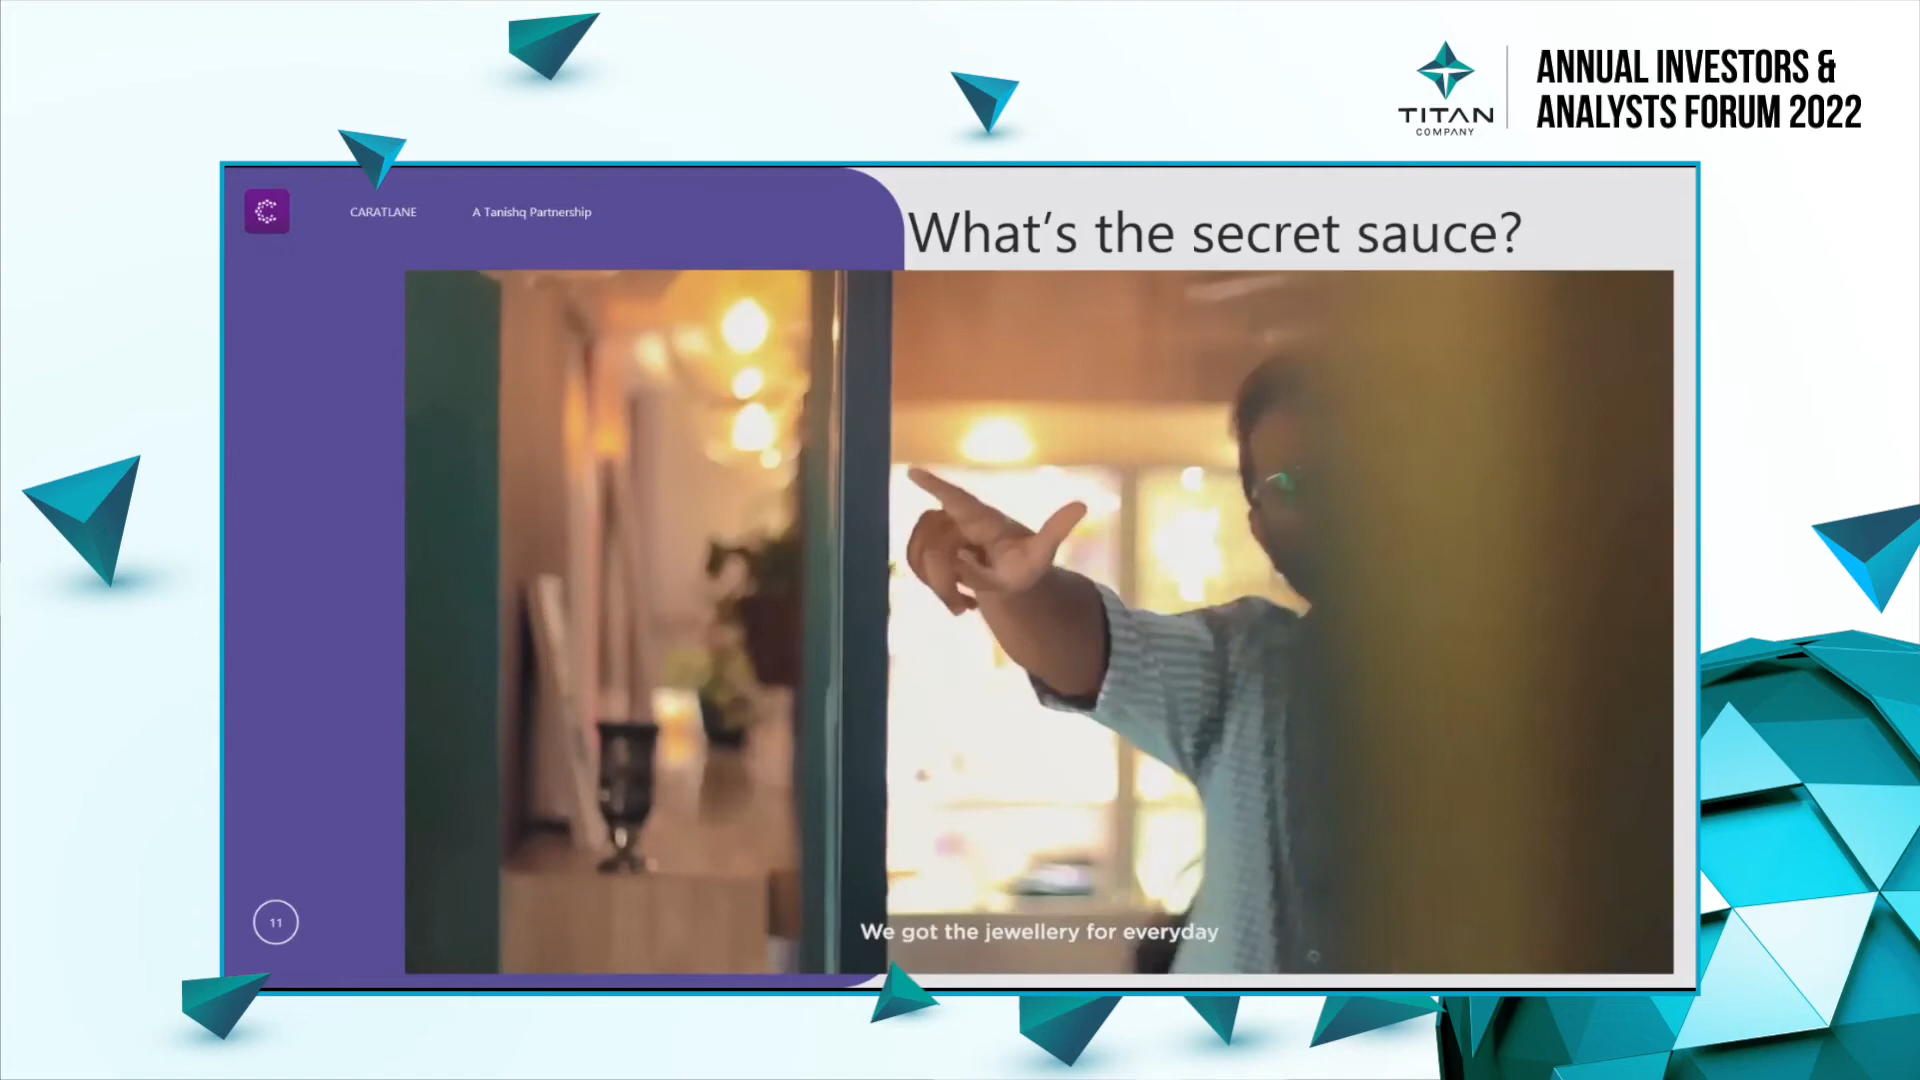 TITAN
COMPANY
ANNUAL INVESTORS &
ANALYSTS FORUM 2022
CARATLANE
A Tanishq Partnership
What's the secret sauce?
We got the jewellery for everyday
11